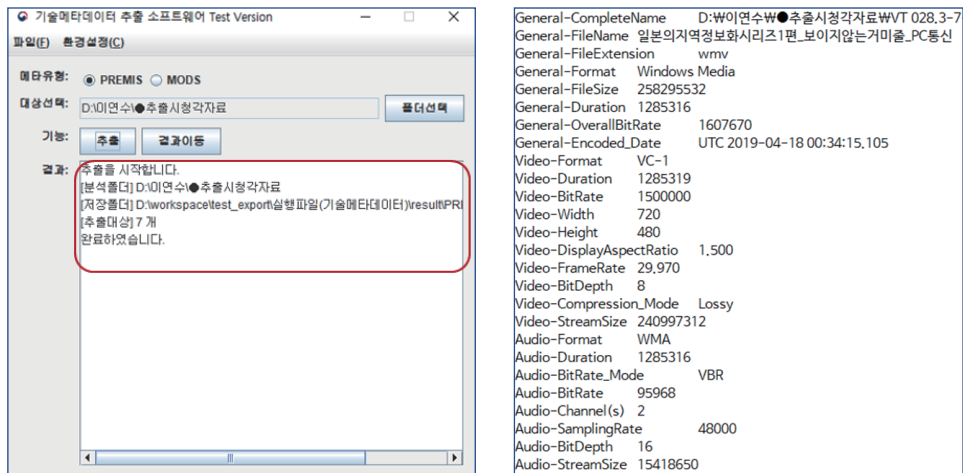 기술메타데이터 추출 소프트웨어 Test Version
파일(F) 환경설정(C)
메타유형: PREMIS MODS
대상선택: D:\이연수\●추출시청각자료 폴더선택
기능: 추출 결과이동
결과: 추출을 시작합니다.
[분석폴더] D:\이연수\●추출시청각자료
[저장폴더] D:\workspace\test_export\실행파일(기술메타데이터)\result\PRI
[추출대상] 7 개
완료하였습니다.
General-CompleteName D:₩이연수₩●추출시청각자료₩VT 028.3-7
General-FileName 일본의지역정보화시리즈1편_보이지않는거미줄_PC통신
General-FileExtension wmv
General-Format Windows Media
General-FileSize 258295532
General-Duration 1285316
General-OverallBitRate 1607670
General-Encoded_Date UTC 2019-04-18 00:34:15.105
Video-Format VC-1
Video-Duration 1285319
Video-BitRate 1500000
Video-Width 720
Video-Height 480
Video-DisplayAspectRatio 1.500
Video-FrameRate 29.970
Video-BitDepth 8
Video-Compression_Mode Lossy
Video-StreamSize 240997312
Audio-Format WMA
Audio-Duration 1285316
Audio-BitRate_Mode VBR
Audio-BitRate 95968
Audio-Channel(s) 2
Audio-SamplingRate 48000
Audio-BitDepth 16
Audio-StreamSize 15418650